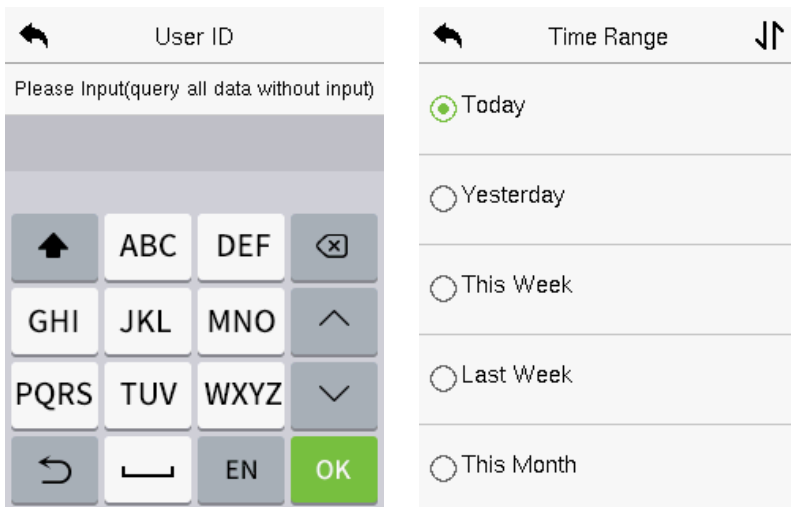 User ID
Please Input(query all data without input)
ABC DEF
GHI JKL MNO
PQRS TUV WXYZ
EN OK
Time Range
Today
Yesterday
This Week
Last Week
This Month